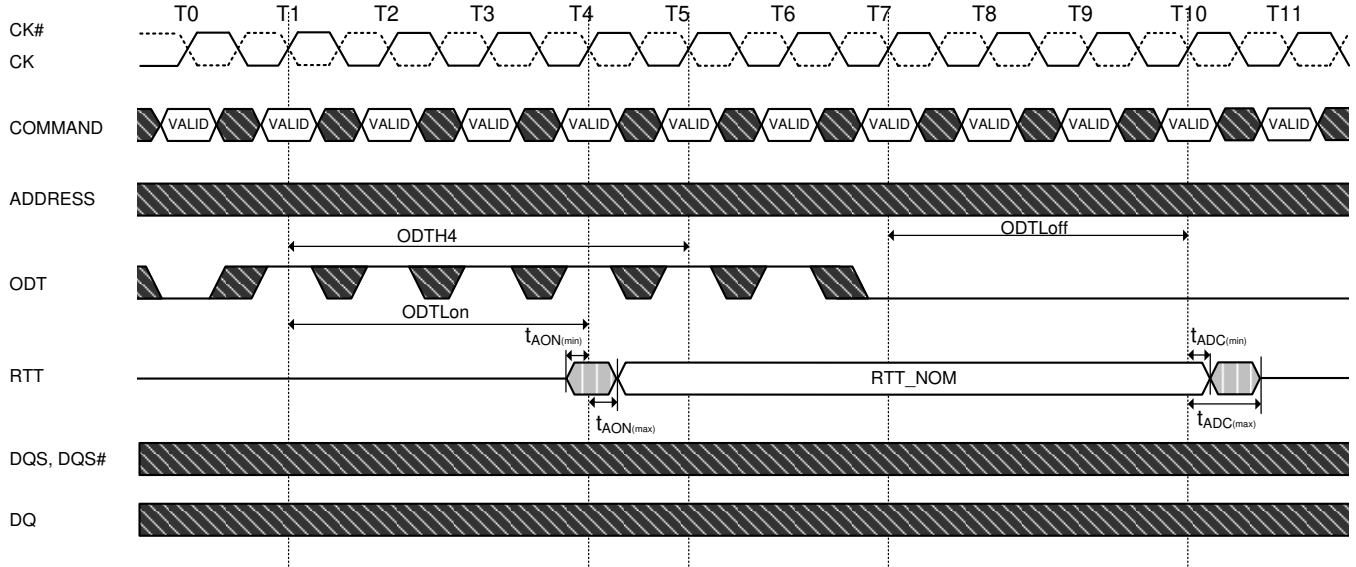 T0 T1 T2 T3 T4 T5 T6 T7 T8 T9 T10 T11
CK#
CK
COMMAND VALID VALID VALID VALID VALID VALID VALID VALID VALID VALID VALID VALID
ADDRESS
ODTH4 ODTLoff
ODT
ODTLon
tAON(min) tADC(min)
RTT RTT_NOM
tAON(max) tADC(max)
DQS, DQS#
DQ